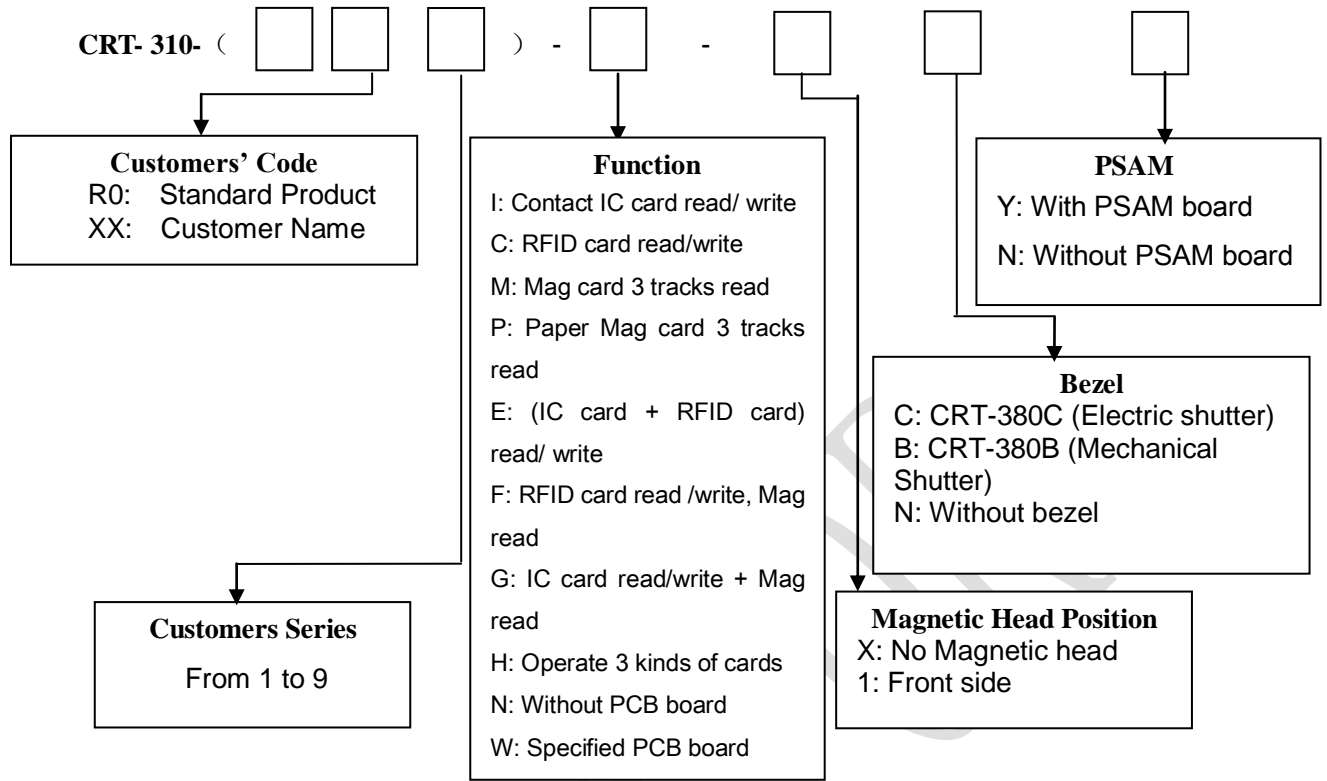 CRT- 310-（ ） - -
Customers’ Code
R0: Standard Product
XX: Customer Name
Customers Series
From 1 to 9
Function
I: Contact IC card read/ write
C: RFID card read/write
M: Mag card 3 tracks read
P: Paper Mag card 3 tracks
read
E: (IC card + RFID card)
read/ write
F: RFID card read /write, Mag
read
G: IC card read/write + Mag
read
H: Operate 3 kinds of cards
N: Without PCB board
W: Specified PCB board
PSAM
Y: With PSAM board
N: Without PSAM board
Bezel
C: CRT-380C (Electric shutter)
B: CRT-380B (Mechanical
Shutter)
N: Without bezel
Magnetic Head Position
X: No Magnetic head
1: Front side